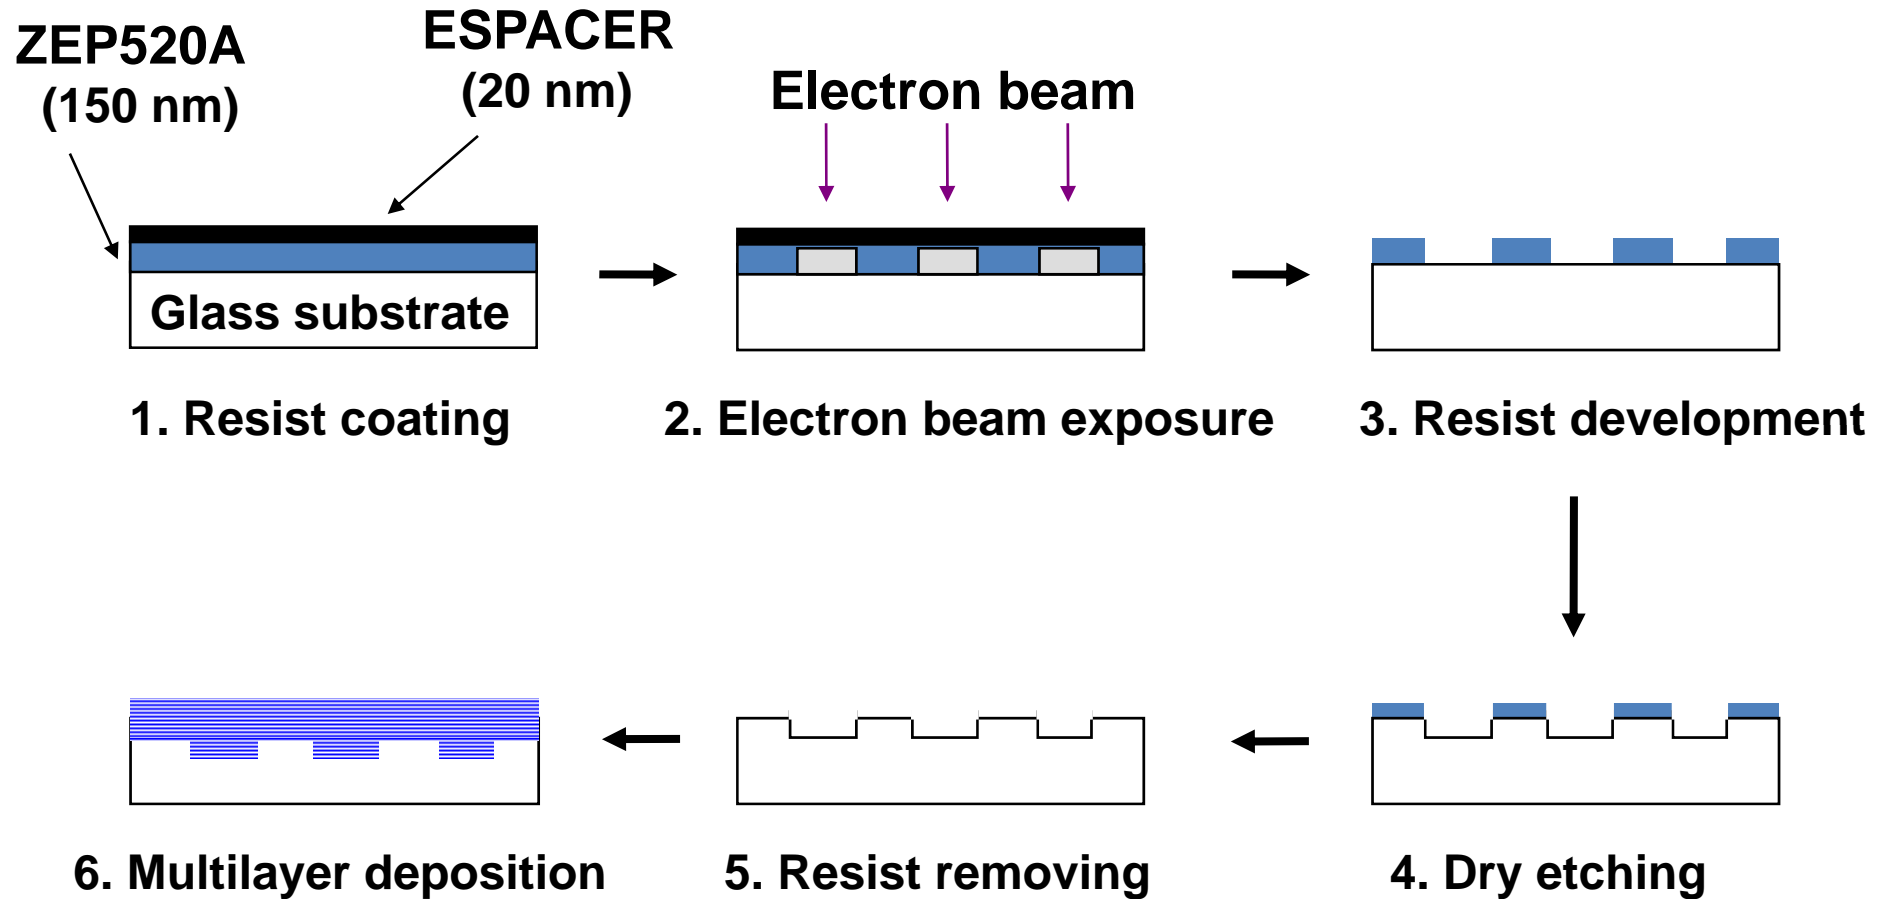 ZEP520A
(150 nm)
ESPACER
(20 nm)
Electron beam
Glass substrate
1. Resist coating
2. Electron beam exposure
3. Resist development
6. Multilayer deposition
5. Resist removing
4. Dry etching